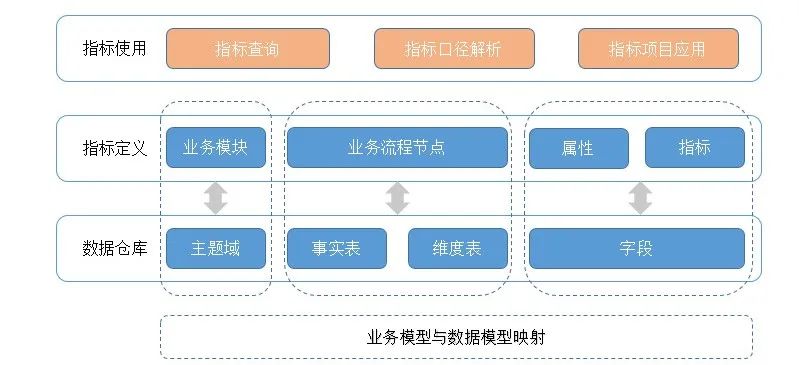 指标使用
指标查询
指标口径解析
指标项目应用
指标定义
业务模块
业务流程节点
属性
指标
数据仓库
主题域
事实表
维度表
字段
业务模型与数据模型映射